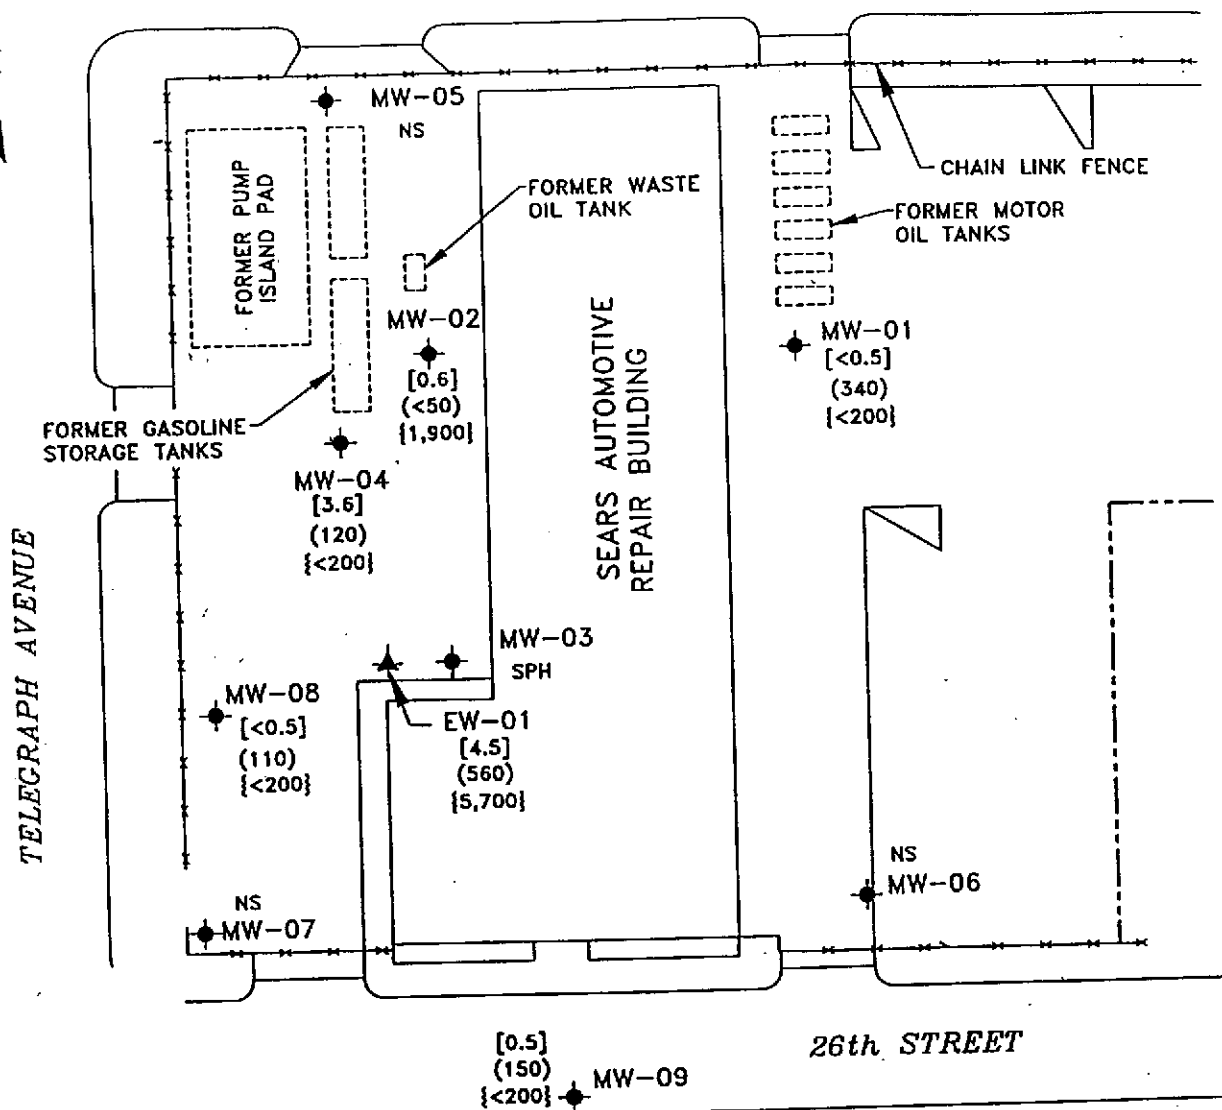 MW-05
NS
FORMER PUMP
ISLAND PAD
FORMER WASTE
OIL TANK
CHAIN LINK FENCE
FORMER MOTOR
OIL TANKS
MW-02
[0.6]
(<50)
{1,900}
MW-01
[<0.5]
(340)
{<200}
SEARS AUTOMOTIVE
REPAIR BUILDING
FORMER GASOLINE
STORAGE TANKS
MW-04
[3.6]
(120)
{<200}
TELEGRAPH AVENUE
MW-03
SPH
MW-08
[<0.5]
(110)
{<200}
EW-01
[4.5]
(560)
{5,700}
NS
MW-06
NS
MW-07
26th STREET
[0.5]
(150)
{<200}
MW-09